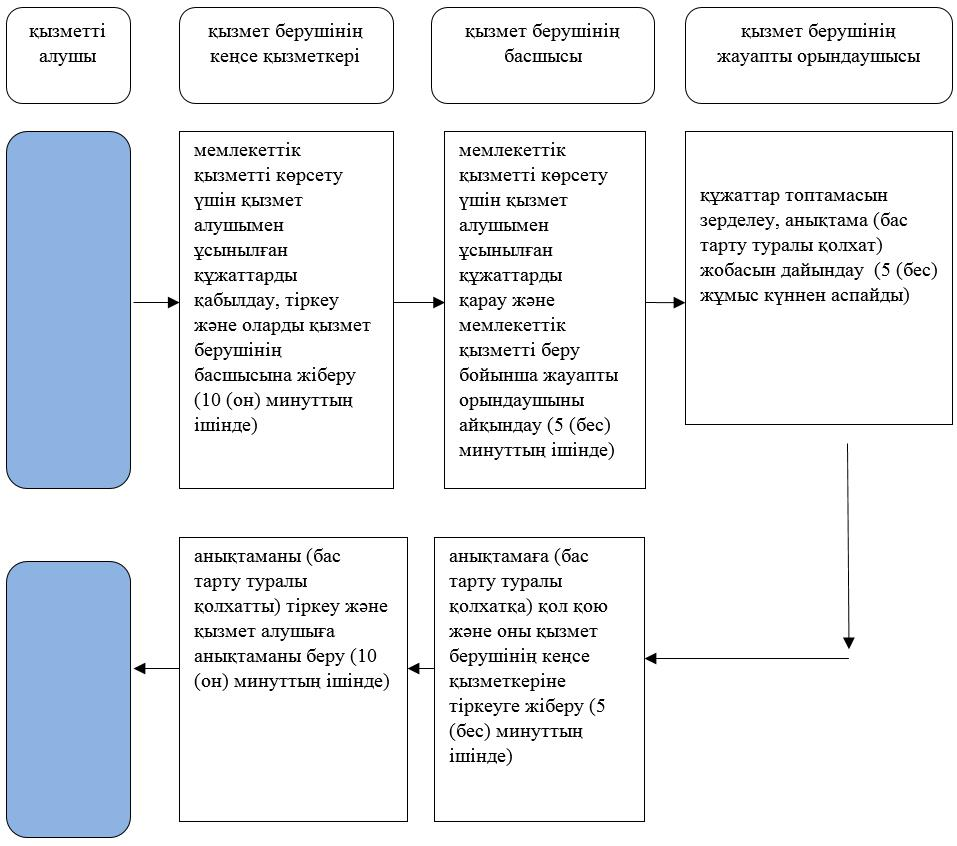 қызметті
алушы
қызмет берушінің
кеңсе қызметкері
қызмет берушінің
басшысы
қызмет берушінің
жауапты орындаушысы
мемлекеттік
қызметті көрсету
үшін қызмет
алушымен
ұсынылған
құжаттарды
қабылдау, тіркеу
және оларды қызмет
берушінің
басшысына жіберу
(10 (он) минуттың
ішінде)
мемлекеттік
қызметті көрсету
үшін қызмет
алушымен
ұсынылған
құжаттарды
қарау және
мемлекеттік
қызметті беру
бойынша жауапты
орындаушыны
айқындау (5 (бес)
минуттың ішінде)
құжаттар топтамасын
зерделеу, анықтама (бас
тарту туралы қолхат)
жобасын дайындау (5 (бес)
жұмыс күннен аспайды)
анықтаманы (бас
тарту туралы
қолхатты) тіркеу және
қызмет алушыға
анықтаманы беру (10
(он) минуттың ішінде)
анықтамаға (бас
тарту туралы
қолхатқа) қол қою
және оны қызмет
берушінің кеңсе
қызметкеріне
тіркеуге жіберу (5
(бес) минуттың
ішінде)